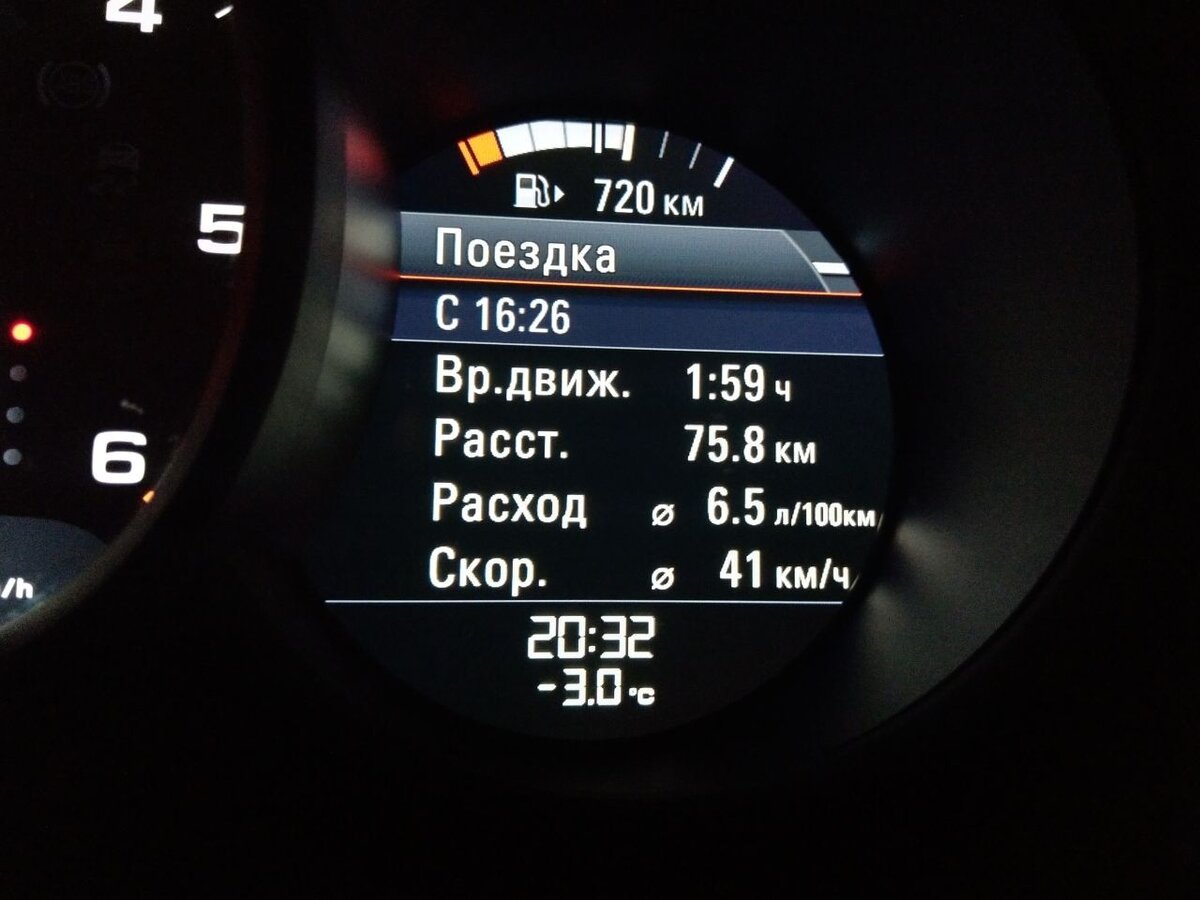 4
5
6
/h
720 км
Поездка
С 16:26
Вр.движ. 1:59 ч
Расст. 75.8 км
Расход ⌀ 6.5 л/100км
Скор. ⌀ 41 км/ч
20:32
-3.0 °C